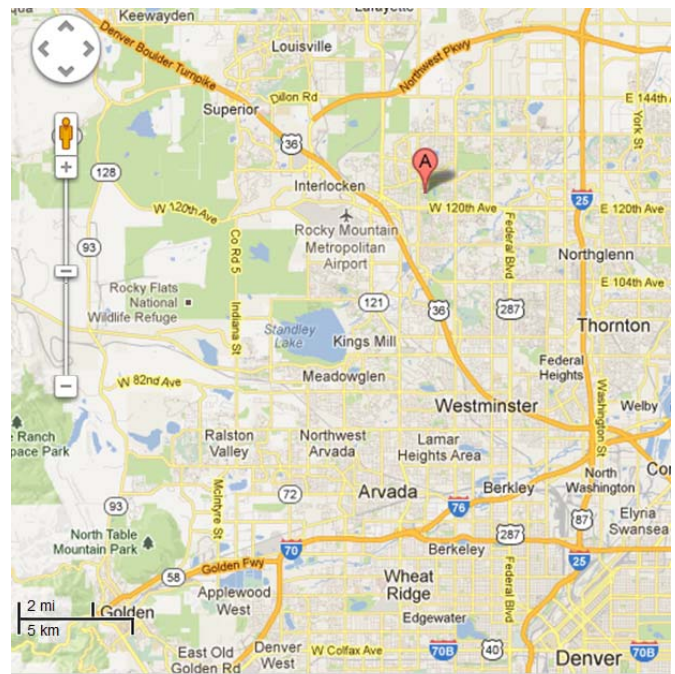 Keewayden
Lafayette
Denver Boulder Turnpike
Louisville
Northwest Pkwy
Dillon Rd
E 144th
Superior
York St
36
A
128
Interlocken
25
W 120th Ave
W 120th Ave
E 120th Ave
Rocky Mountain
Metropolitan
Airport
Co Rd 5
Federal Blvd
93
Northglenn
Rocky Flats
National
Wildlife Refuge
E 104th Ave
121
36
287
Indiana St
Standley
Lake
Kings Mill
Thornton
Federal
Heights
Meadowglen
W 82nd Ave
Washington St
Westminster
Welby
e Ranch
pace Park
Ralston
Valley
Northwest
Arvada
Lamar
Heights Area
North
Washington
Co
McIntyre St
72
Arvada
Berkley
93
76
87
Elyna
Swansea
North Table
Mountain Park
287
70
Berkeley
25
Golden Fwy
58
Applewood
West
Wheat
Ridge
Federal Blvd
2 mi
Golden
5 km
Edgewater
East Old
Golden Rd
Denver
West
W Colfax Ave
70B
40
Denver
70B